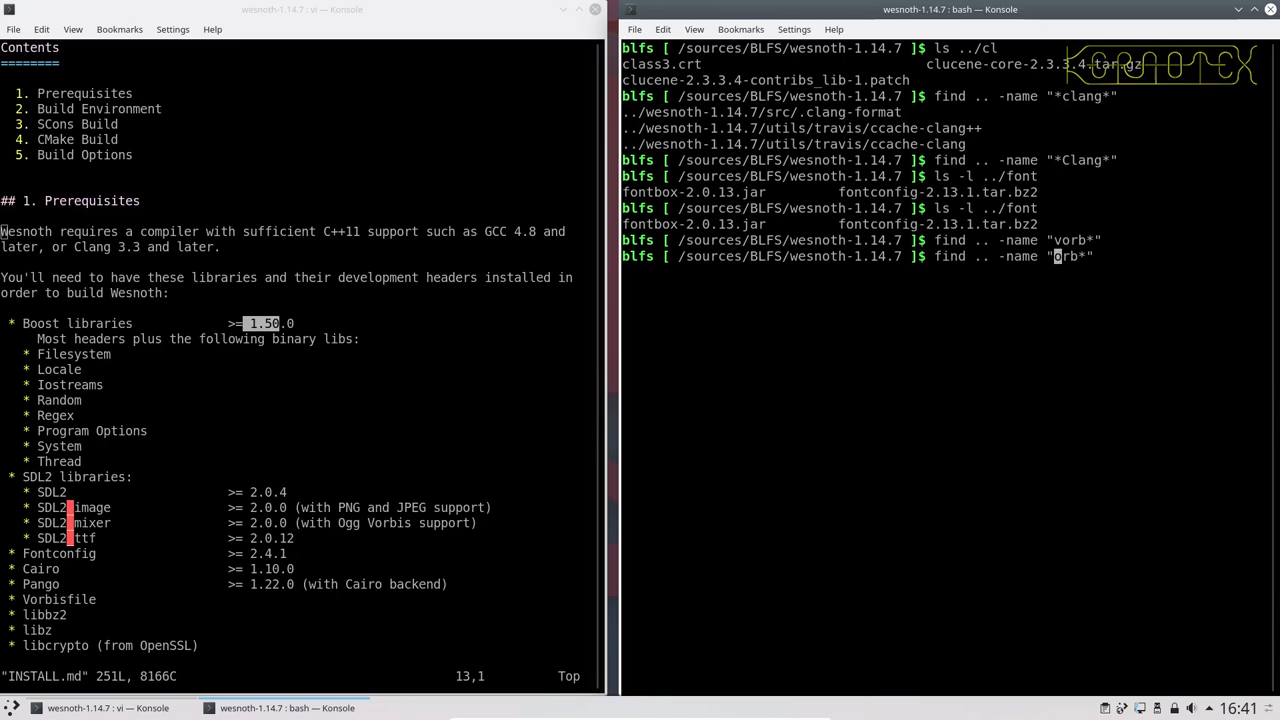 wesnoth-1.14.7 : vi — Konsole
File Edit View Bookmarks Settings Help
Contents
========
1. Prerequisites
2. Build Environment
3. SCons Build
4. CMake Build
5. Build Options
## 1. Prerequisites
Wesnoth requires a compiler with sufficient C++11 support such as GCC 4.8 and
later, or Clang 3.3 and later.
You'll need to have these libraries and their development headers installed in
order to build Wesnoth:
* Boost libraries >= 1.50.0
Most headers plus the following binary libs:
* Filesystem
* Locale
* Iostreams
* Random
* Regex
* Program Options
* System
* Thread
* SDL2 libraries:
* SDL2 >= 2.0.4
* SDL2_image >= 2.0.0 (with PNG and JPEG support)
* SDL2_mixer >= 2.0.0 (with Ogg Vorbis support)
* SDL2_ttf >= 2.0.12
* Fontconfig >= 2.4.1
* Cairo >= 1.10.0
* Pango >= 1.22.0 (with Cairo backend)
* Vorbisfile
* libbz2
* libz
* libcrypto (from OpenSSL)
"INSTALL.md" 251L, 8166C 13,1 Top
wesnoth-1.14.7 : bash — Konsole
File Edit View Bookmarks Settings Help
blfs [ /sources/BLFS/wesnoth-1.14.7 ]$ ls ../cl
class3.crt clucene-core-2.3.3.4.tar.gz
clucene-2.3.3.4-contribs_lib-1.patch
blfs [ /sources/BLFS/wesnoth-1.14.7 ]$ find .. -name "*clang*"
../wesnoth-1.14.7/src/.clang-format
../wesnoth-1.14.7/utils/travis/ccache-clang++
../wesnoth-1.14.7/utils/travis/ccache-clang
blfs [ /sources/BLFS/wesnoth-1.14.7 ]$ find .. -name "*Clang*"
blfs [ /sources/BLFS/wesnoth-1.14.7 ]$ ls -l ../font
fontbox-2.0.13.jar fontconfig-2.13.1.tar.bz2
blfs [ /sources/BLFS/wesnoth-1.14.7 ]$ ls -l ../font
fontbox-2.0.13.jar fontconfig-2.13.1.tar.bz2
blfs [ /sources/BLFS/wesnoth-1.14.7 ]$ find .. -name "vorb*"
blfs [ /sources/BLFS/wesnoth-1.14.7 ]$ find .. -name "orb*"
wesnoth-1.14.7 : vi — Konsole
wesnoth-1.14.7 : bash — Konsole
16:41